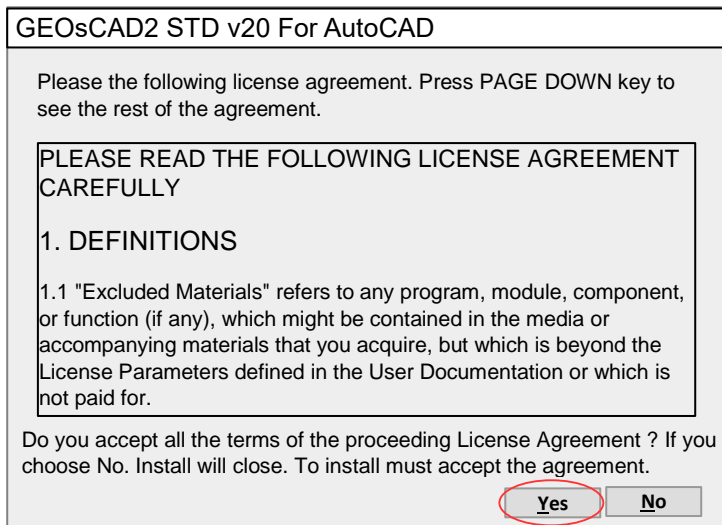 GEOsCAD2 STD v20 For AutoCAD
Please the following license agreement. Press PAGE DOWN key to
see the rest of the agreement.
PLEASE READ THE FOLLOWING LICENSE AGREEMENT
CAREFULLY
1. DEFINITIONS
1.1 "Excluded Materials" refers to any program, module, component,
or function (if any), which might be contained in the media or
accompanying materials that you acquire, but which is beyond the
License Parameters defined in the User Documentation or which is
not paid for.
Do you accept all the terms of the proceeding License Agreement ? If you
choose No. Install will close. To install must accept the agreement.
Yes No